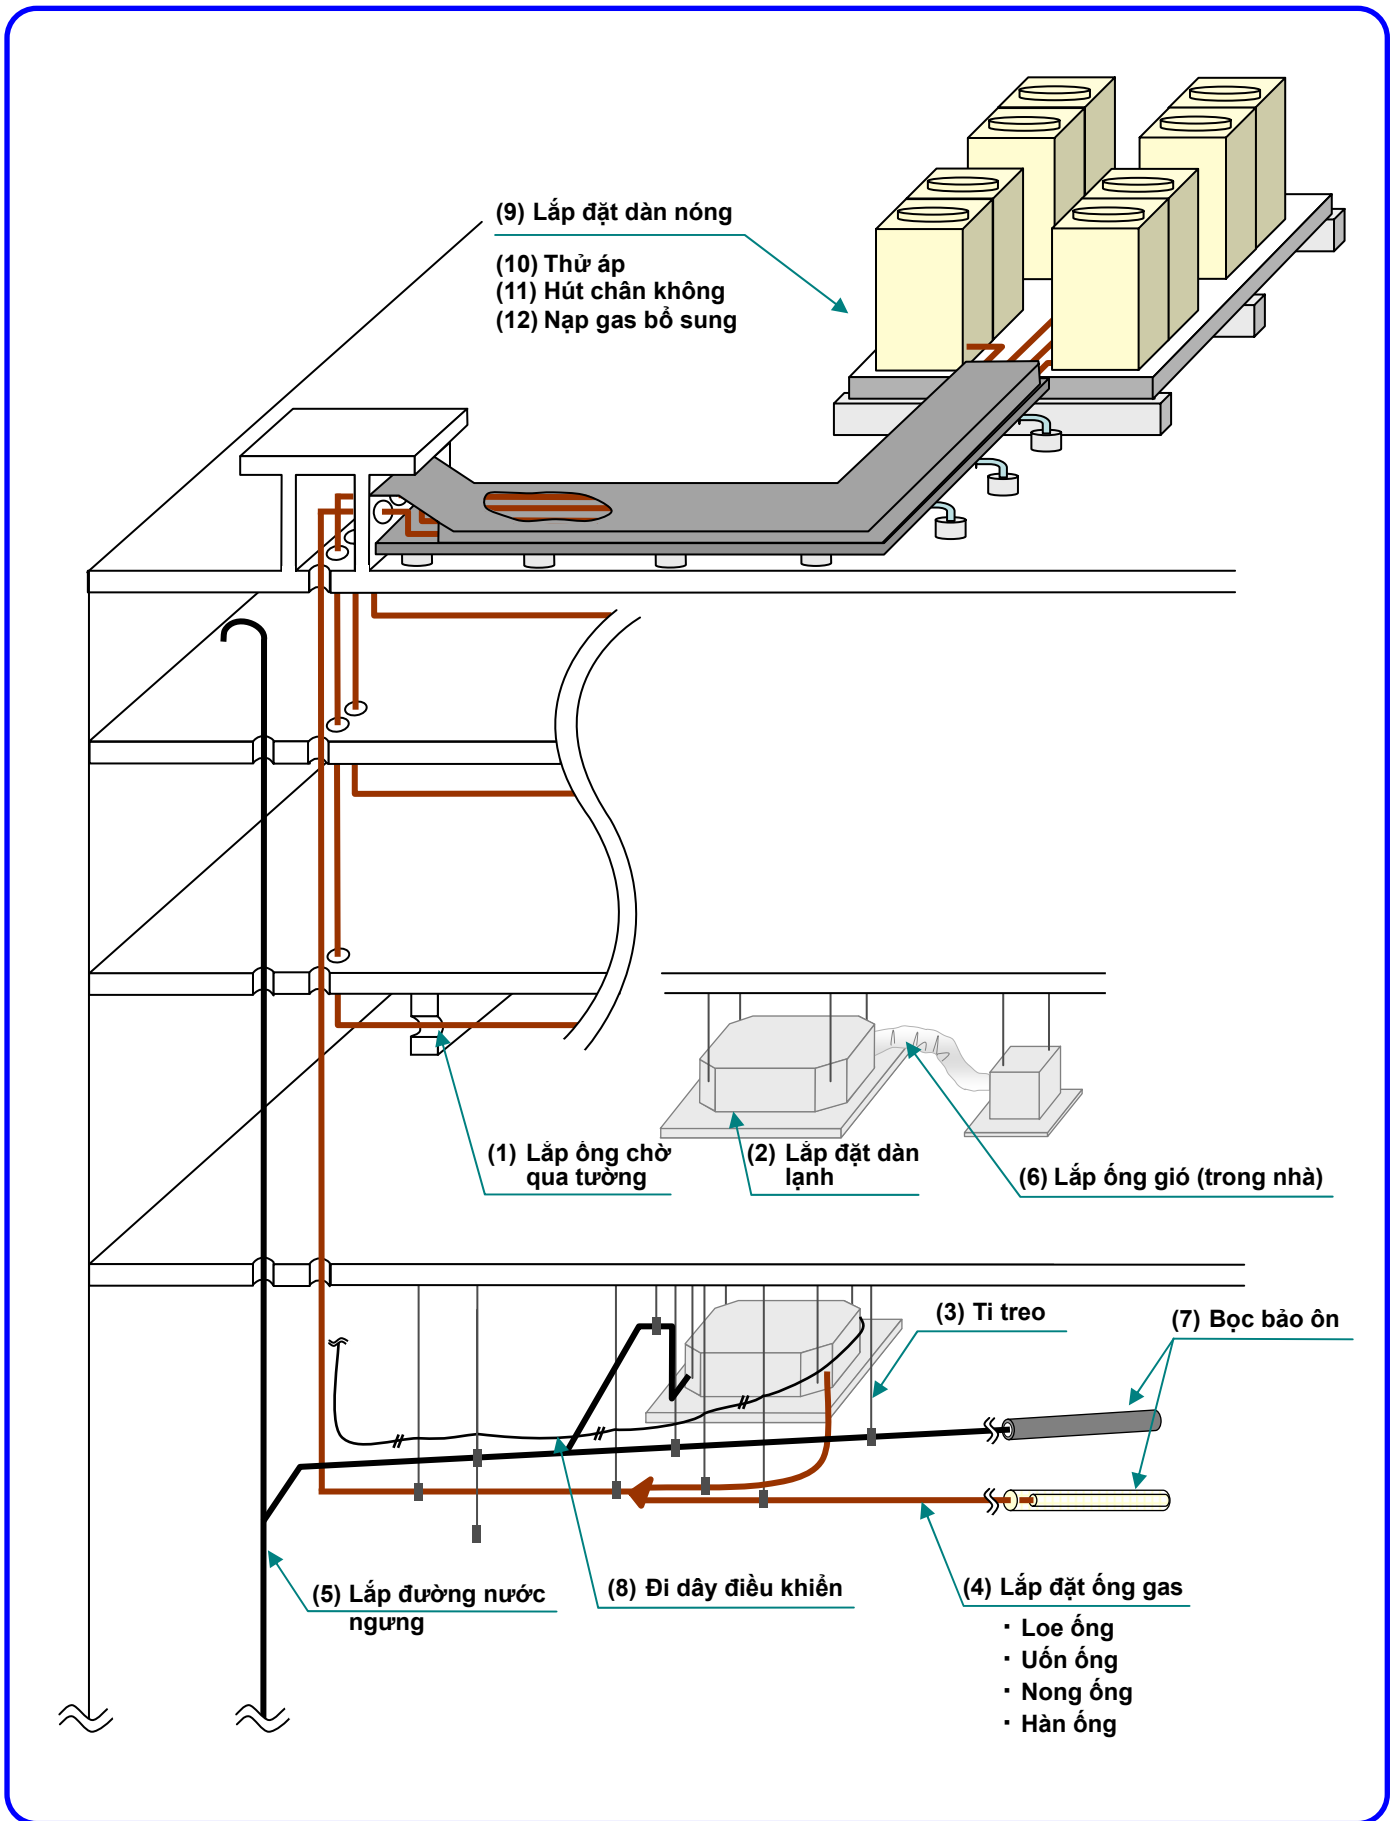 (9) Lắp đặt dàn nóng
(10) Thử áp
(11) Hút chân không
(12) Nạp gas bổ sung
(1) Lắp ống chờ
qua tường
(2) Lắp đặt dàn
lạnh
(6) Lắp ống gió (trong nhà)
(3) Ti treo
(7) Bọc bảo ôn
(5) Lắp đường nước
ngưng
(8) Đi dây điều khiển
(4) Lắp đặt ống gas
· Loe ống
· Uốn ống
· Nong ống
· Hàn ống